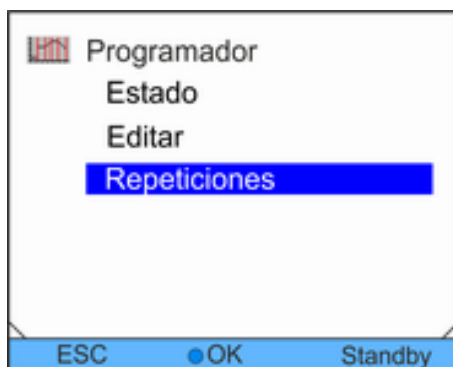 Programador
Estado
Editar
Repeticiones
ESC OK Standby